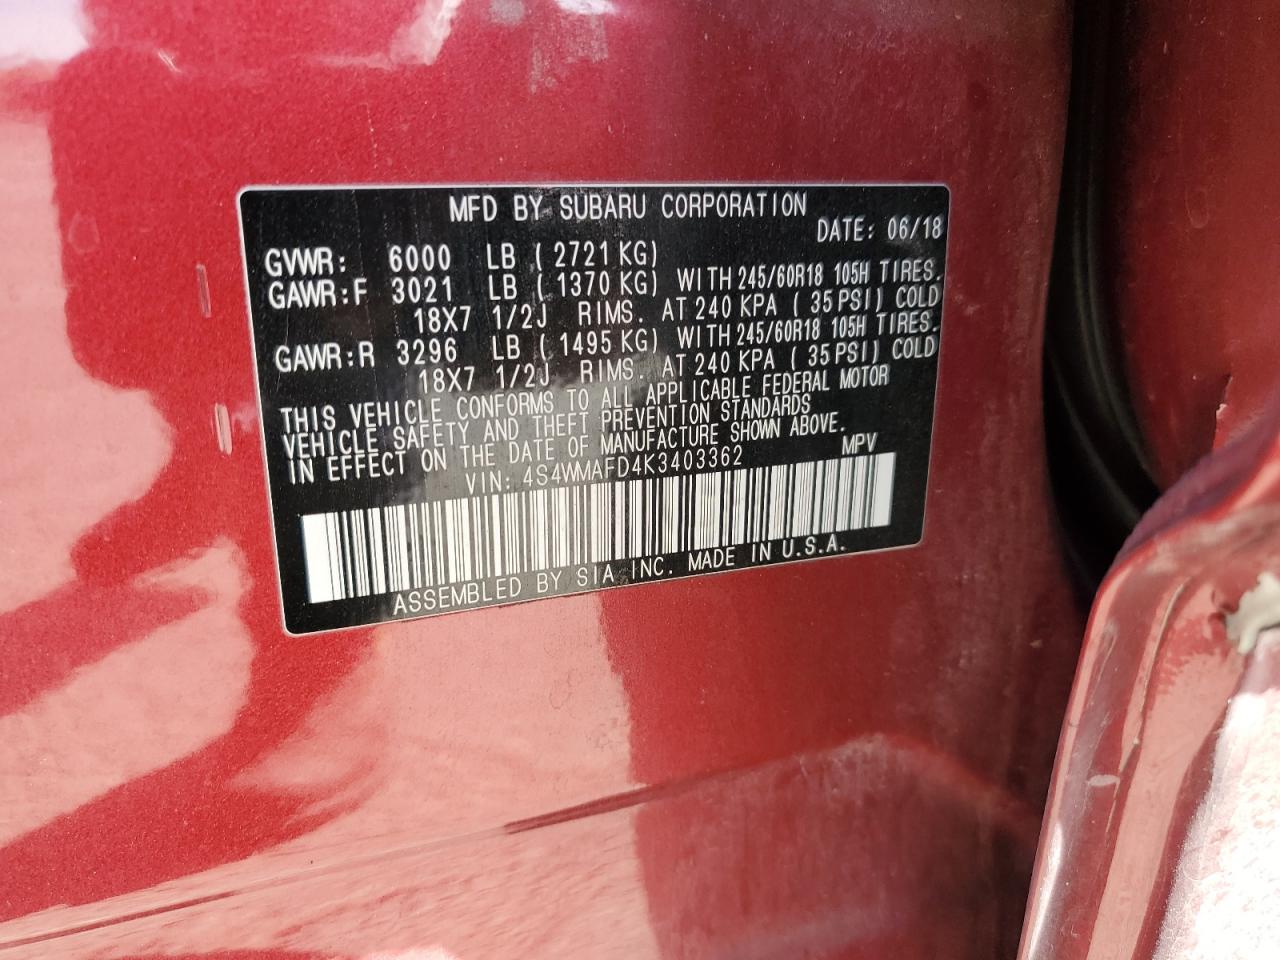 MFD BY SUBARU CORPORATION
DATE: 06/18
GVWR: 6000 LB ( 2721 KG)
GAWR:F 3021 LB ( 1370 KG) WITH 245/60R18 105H TIRES.
18X7 1/2J RIMS. AT 240 KPA ( 35 PSI) COLD
GAWR:R 3296 LB ( 1495 KG) WITH 245/60R18 105H TIRES.
18X7 1/2J RIMS. AT 240 KPA ( 35 PSI) COLD
THIS VEHICLE CONFORMS TO ALL APPLICABLE FEDERAL MOTOR
VEHICLE SAFETY AND THEFT PREVENTION STANDARDS
IN EFFECT ON THE DATE OF MANUFACTURE SHOWN ABOVE.
VIN: 4S4WMAFD4K3403362 MPV
ASSEMBLED BY SIA INC. MADE IN U.S.A.